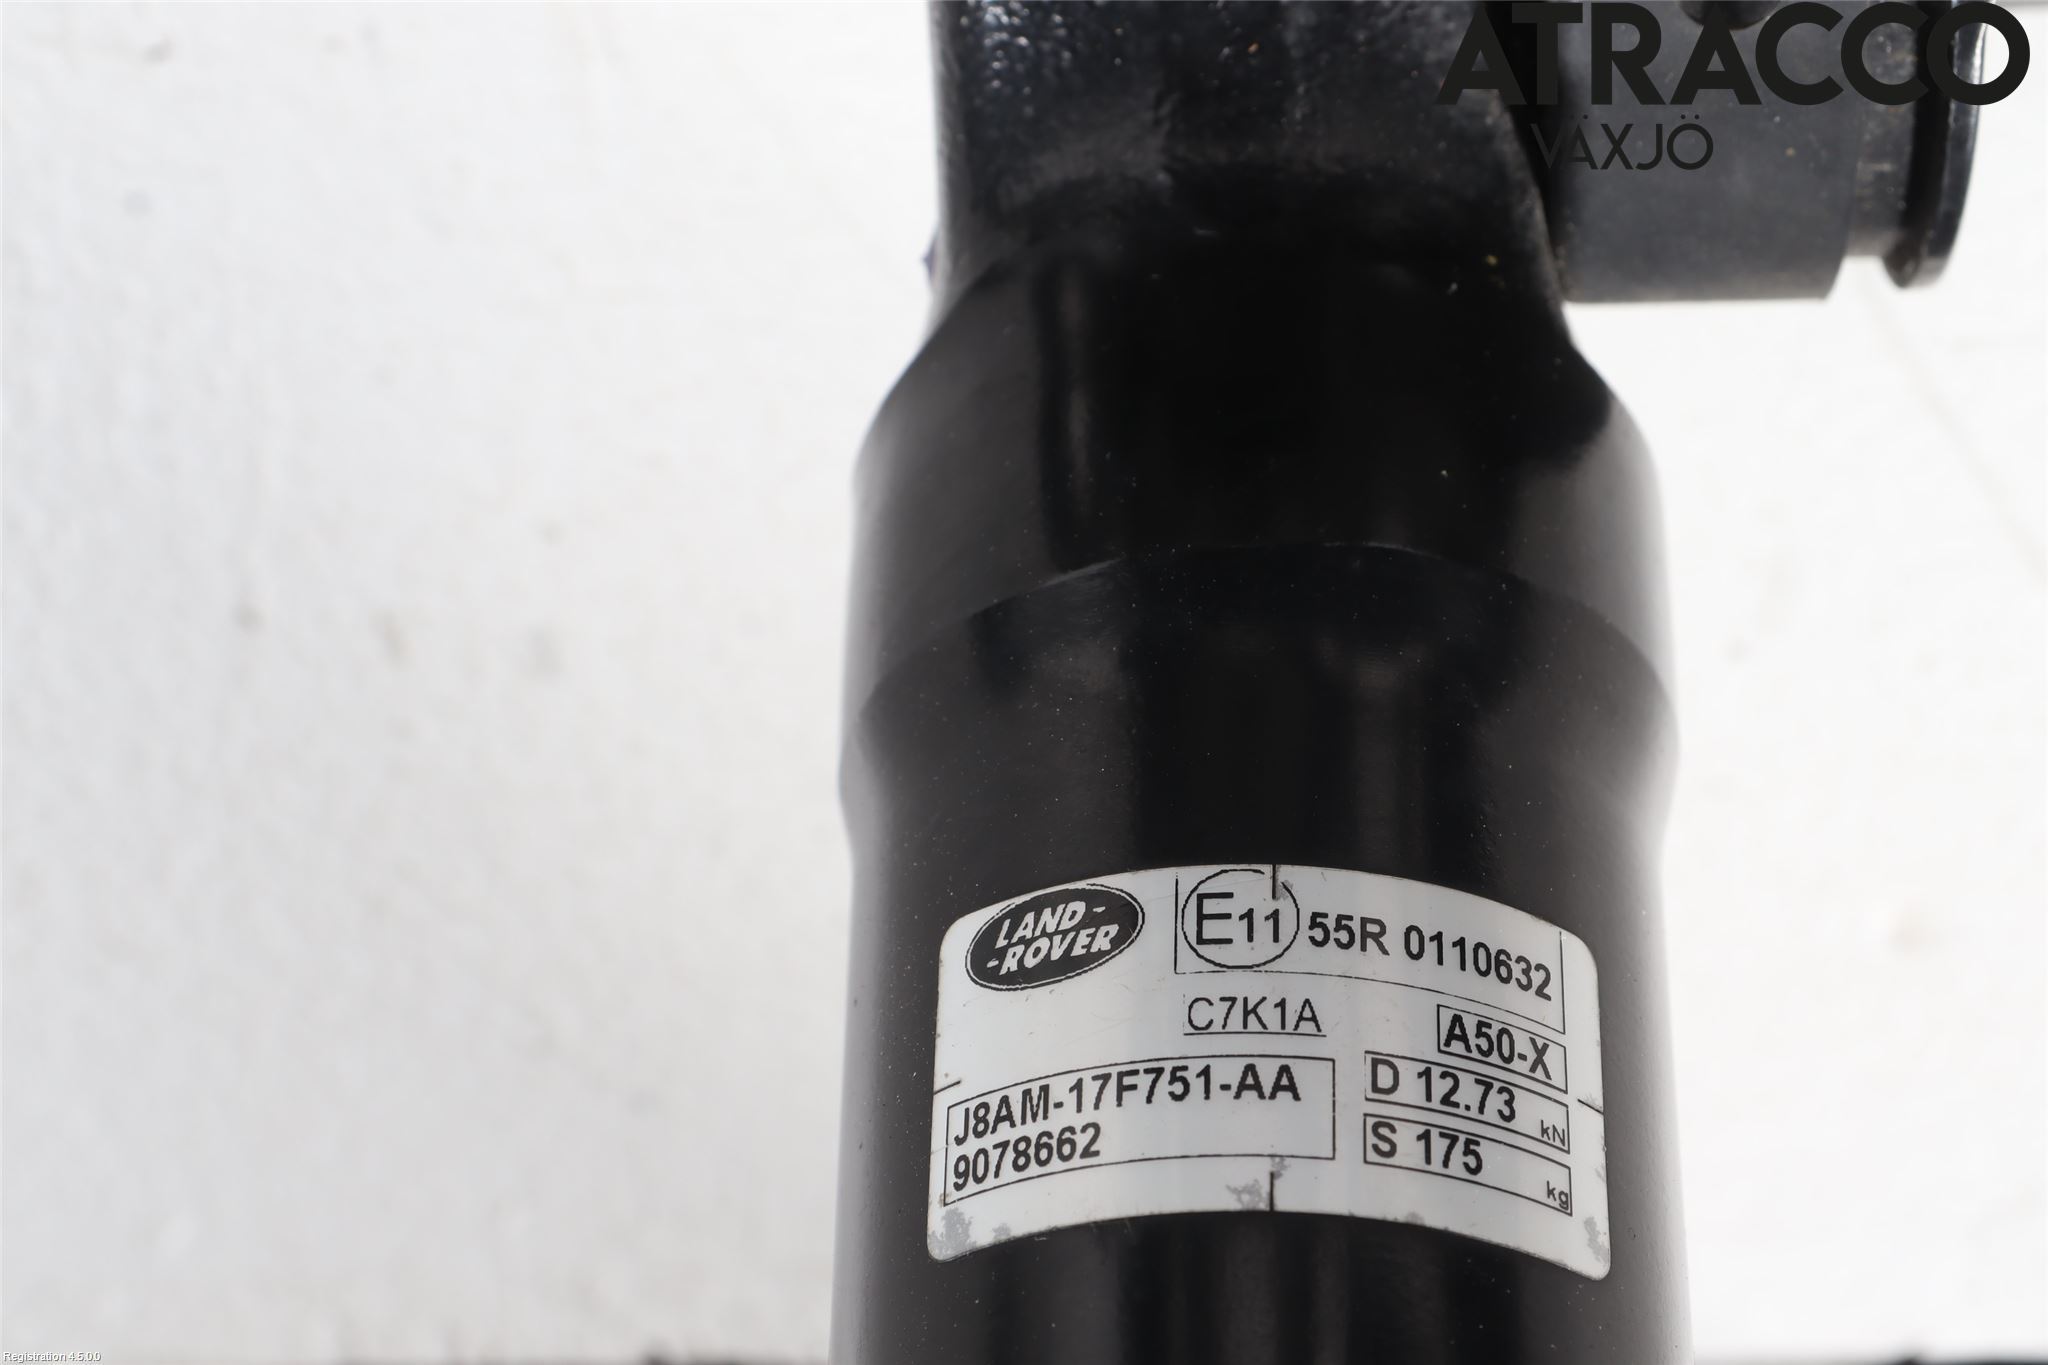 ATRACCO
VÄXJÖ
LAND-
-ROVER
E11 55R 0110632
C7K1A
A50-X
J8AM-17F751-AA
9078662
D 12.73 kN
S 175 kg
Registration 4.5.0.0